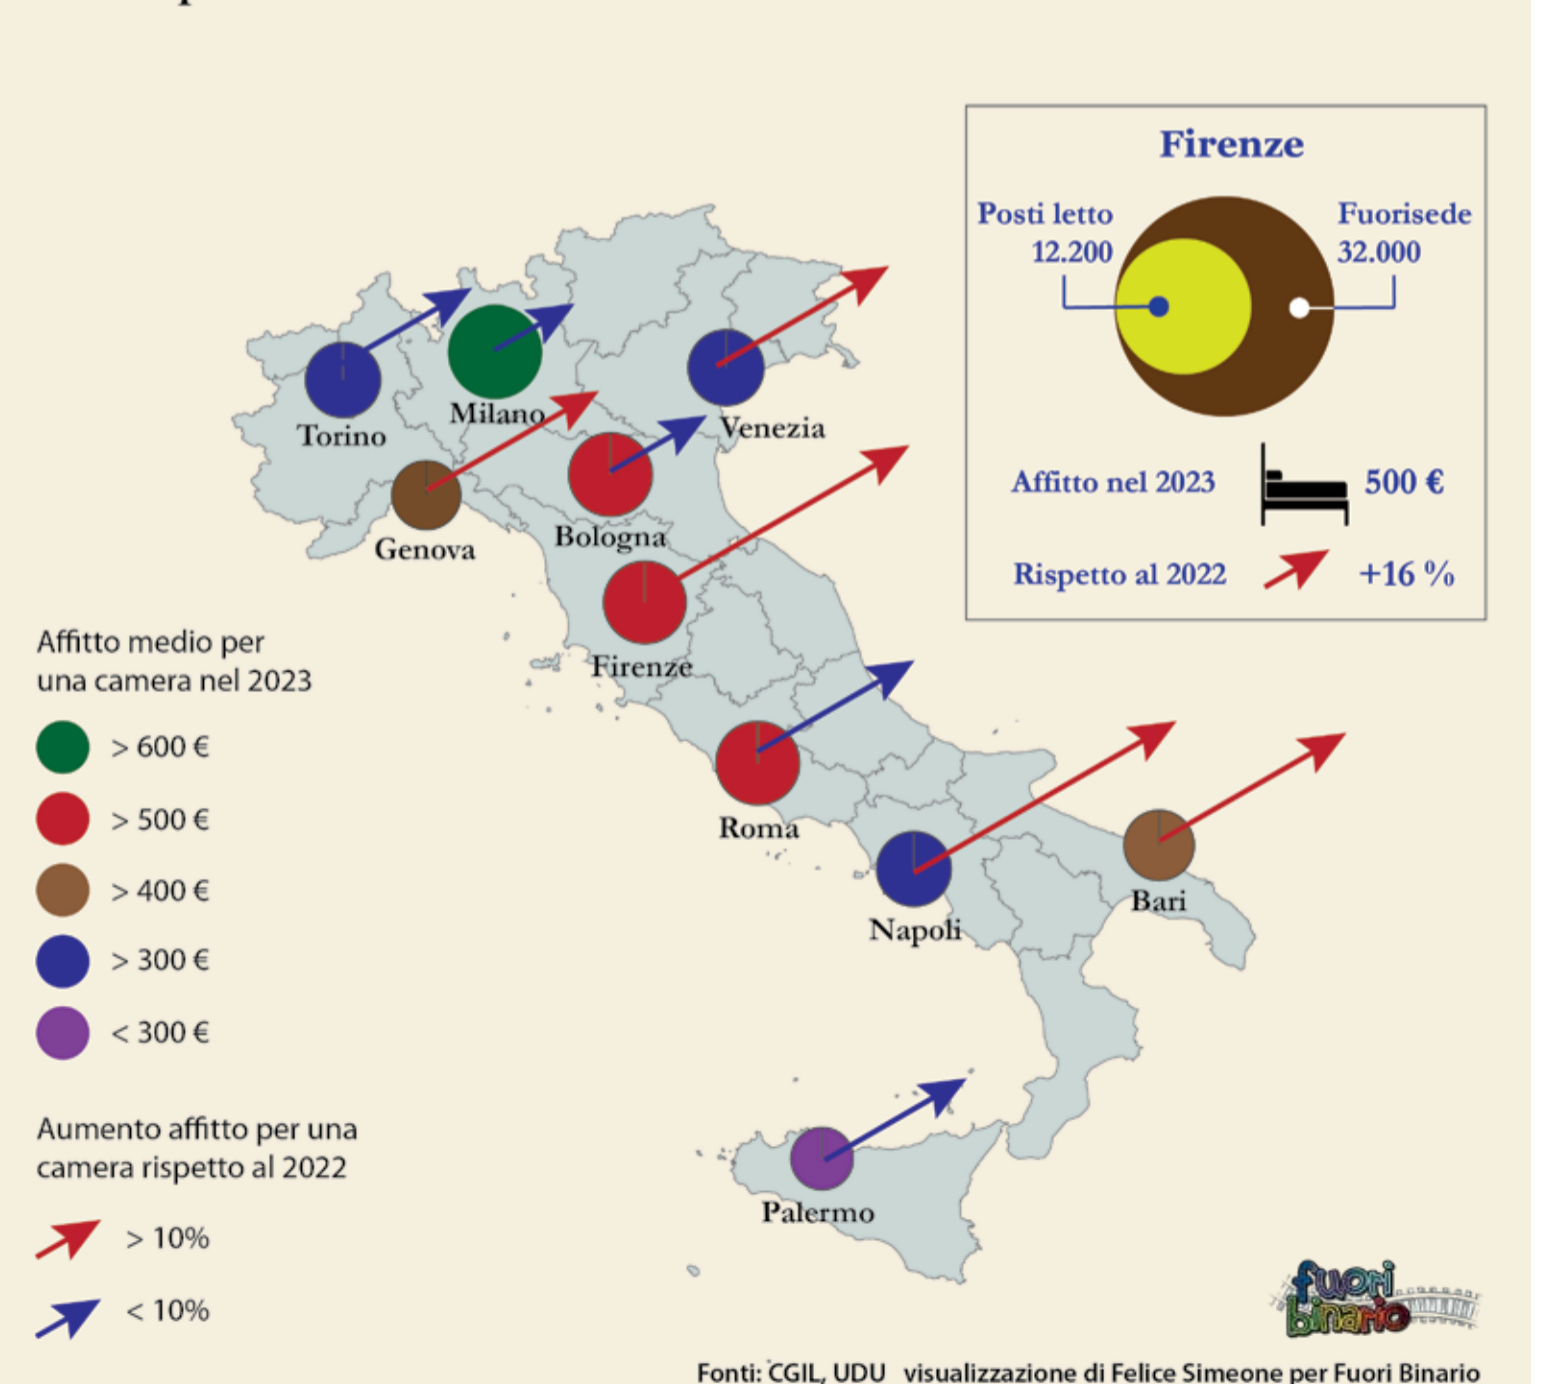 Firenze
Posti letto
12.200
Fuorisede
32.000
Affitto nel 2023
500 €
Rispetto al 2022
+16 %
Torino
Milano
Venezia
Genova
Bologna
Firenze
Roma
Napoli
Bari
Palermo
Affitto medio per
una camera nel 2023
> 600 €
> 500 €
> 400 €
> 300 €
< 300 €
Aumento affitto per una
camera rispetto al 2022
> 10%
< 10%
fuori
binario
Fonti: CGIL, UDU visualizzazione di Felice Simeone per Fuori Binario